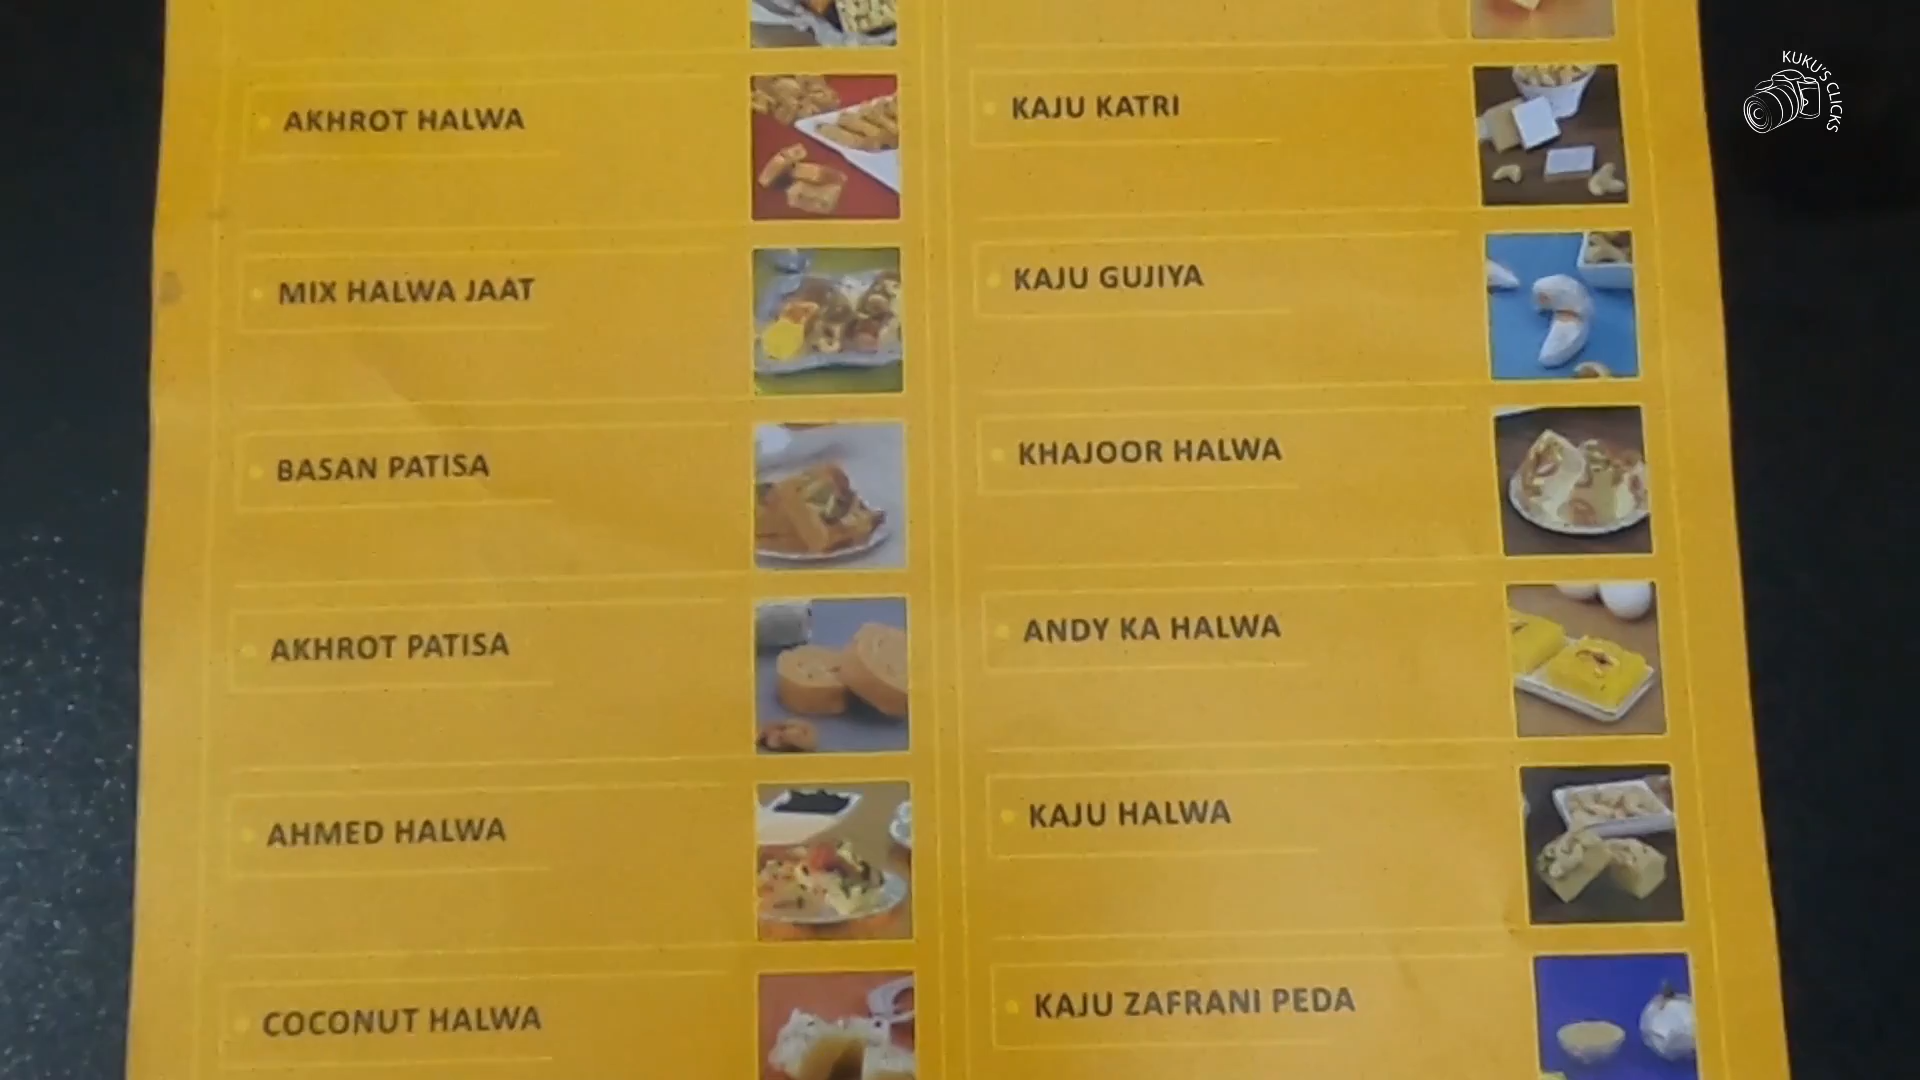 AKHROT HALWA
MIX HALWA JAAT
BASAN PATISA
AKHROT PATISA
AHMED HALWA
COCONUT HALWA
KAJU KATRI
KAJU GUJIYA
KHAJOOR HALWA
ANDY KA HALWA
KAJU HALWA
KAJU ZAFRANI PEDA
KUKU'S CLICKS